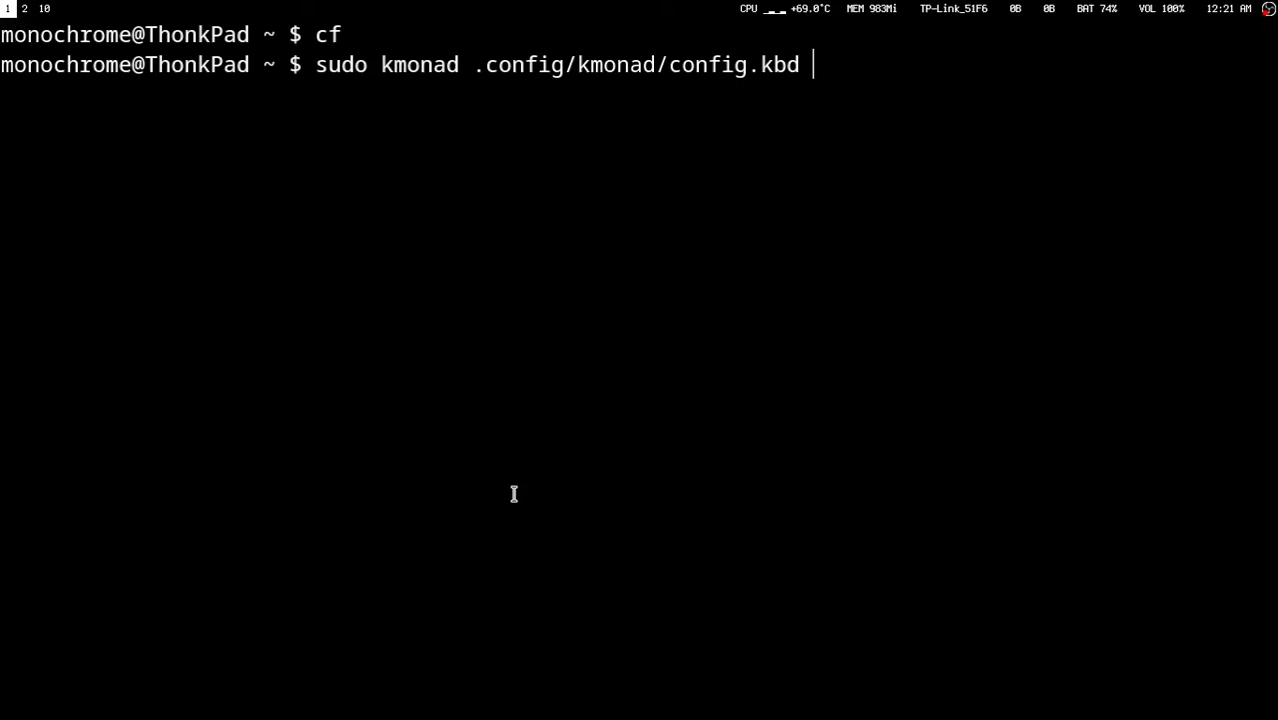 1 2 10 CPU +69.0°C MEM 983Mi TP-Link_51F6 0B 0B BAT 74% VOL 100% 12:21 AM
monochrome@ThonkPad ~ $ cf
monochrome@ThonkPad ~ $ sudo kmonad .config/kmonad/config.kbd